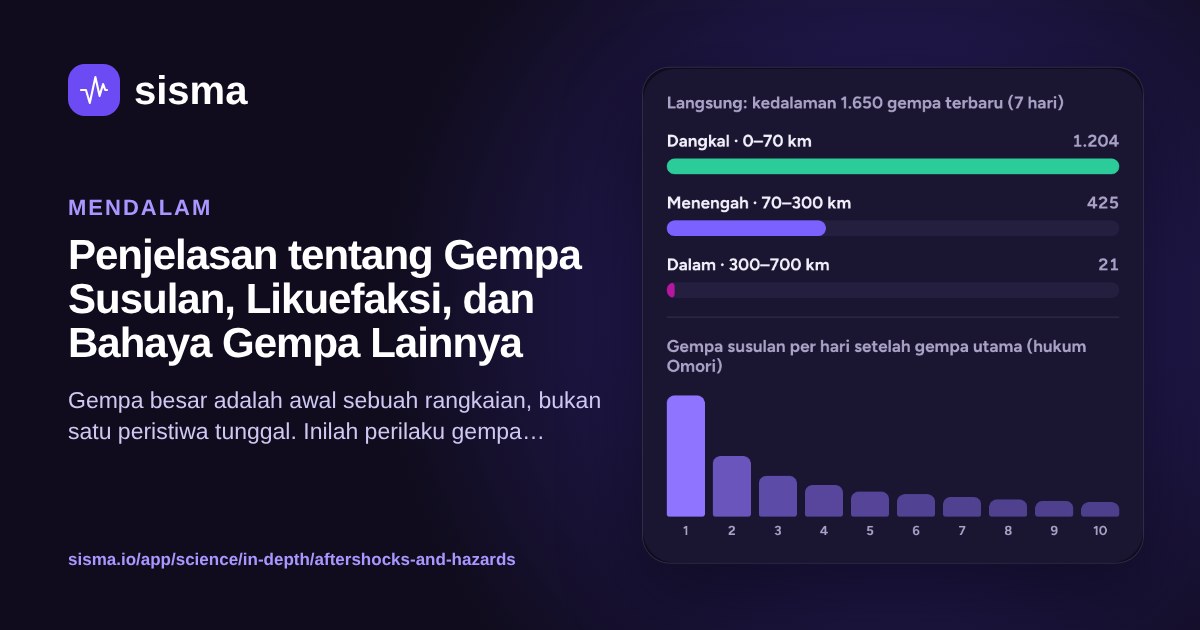 sisma
MENDALAM
Penjelasan tentang Gempa
Susulan, Likuefaksi, dan
Bahaya Gempa Lainnya
Gempa besar adalah awal sebuah rangkaian, bukan
satu peristiwa tunggal. Inilah perilaku gempa…
sisma.io/app/science/in-depth/aftershocks-and-hazards
Langsung: kedalaman 1.650 gempa terbaru (7 hari)
Dangkal · 0–70 km 1.204
Menengah · 70–300 km 425
Dalam · 300–700 km 21
Gempa susulan per hari setelah gempa utama (hukum
Omori)
1 2 3 4 5 6 7 8 9 10